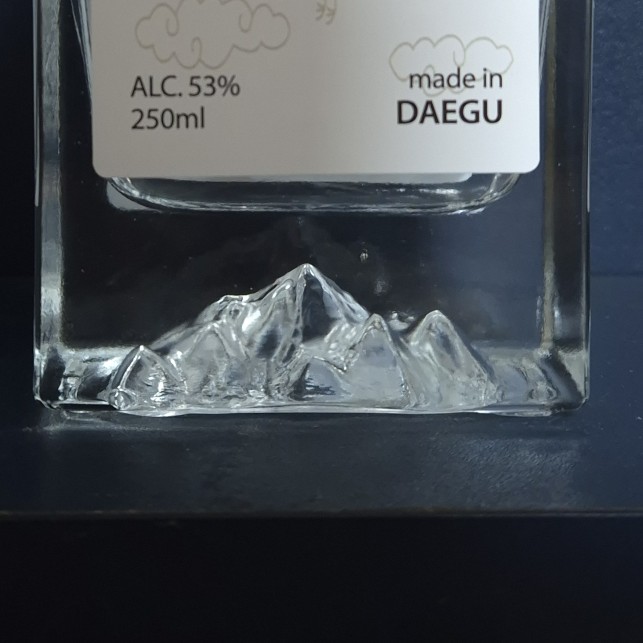 ALC. 53%
250ml
made in
DAEGU